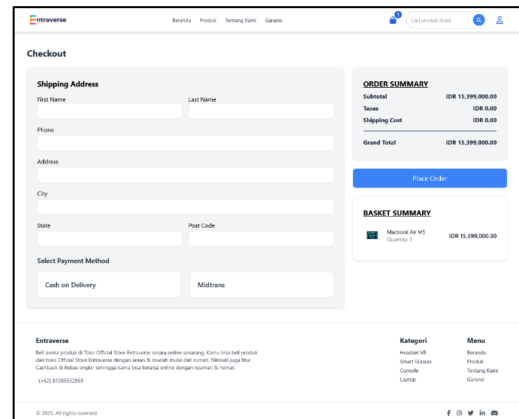 Entraverse
Beranda Produk Tentang Kami Garansi
1
Cari produk disini
Checkout
Shipping Address
First Name Last Name
Phone
Address
City
State Post Code
Select Payment Method
Cash on Delivery Midtrans
ORDER SUMMARY
Subtotal IDR 15,399,000.00
Taxes IDR 0.00
Shipping Cost IDR 0.00
Grand Total IDR 15,399,000.00
Place Order
BASKET SUMMARY
Macbook Air M3 IDR 15,399,000.00
Quantity: 1
Entraverse
Beli aneka produk di Toko Official Store Entraverse secara online sekarang. Kamu bisa beli produk
dari toko Official Store Entraverse dengan aman & mudah mulai dari rumah. Nikmati juga fitur
Cashback & Bebas ongkir sehingga kamu bisa belanja online dengan nyaman & hemat.
Kategori
Headset VR
Smart Glasses
Console
Laptop
Menu
Beranda
Produk
Tentang Kami
Garansi
© 2025. All rights reserved.